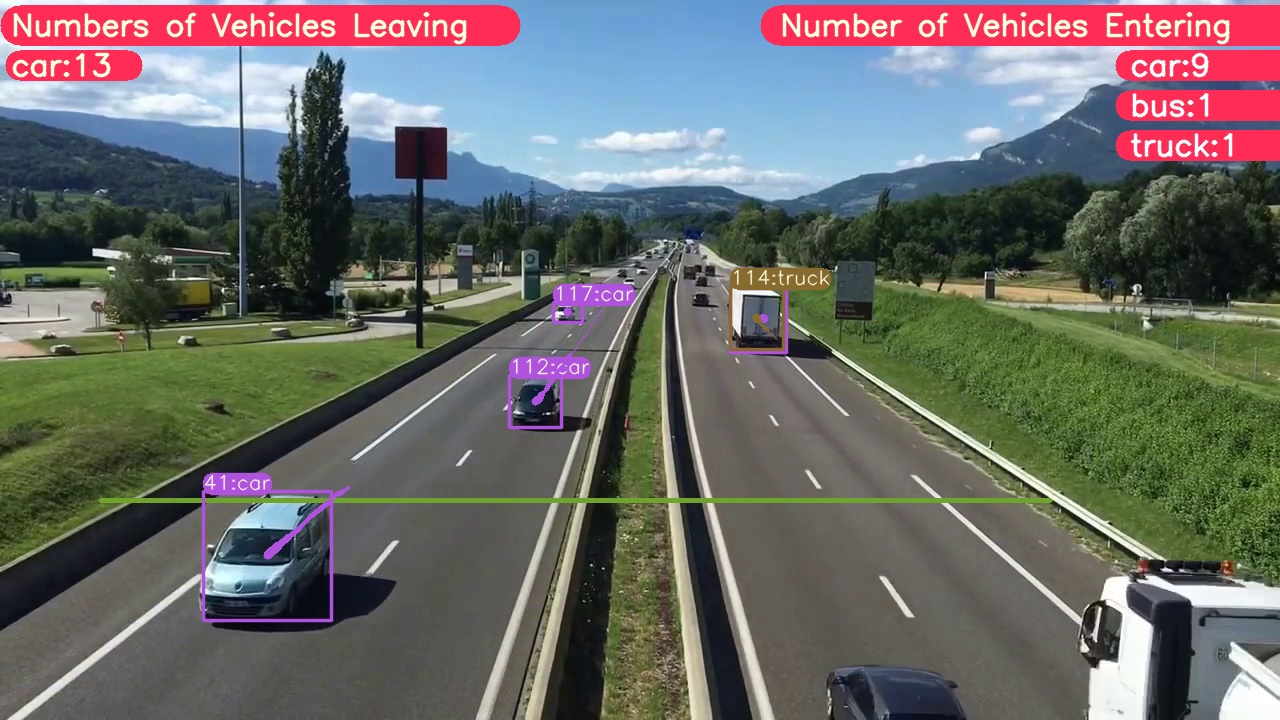 Numbers of Vehicles Leaving
car:13
Number of Vehicles Entering
car:9
bus:1
truck:1
114:truck
117:car
112:car
41:car